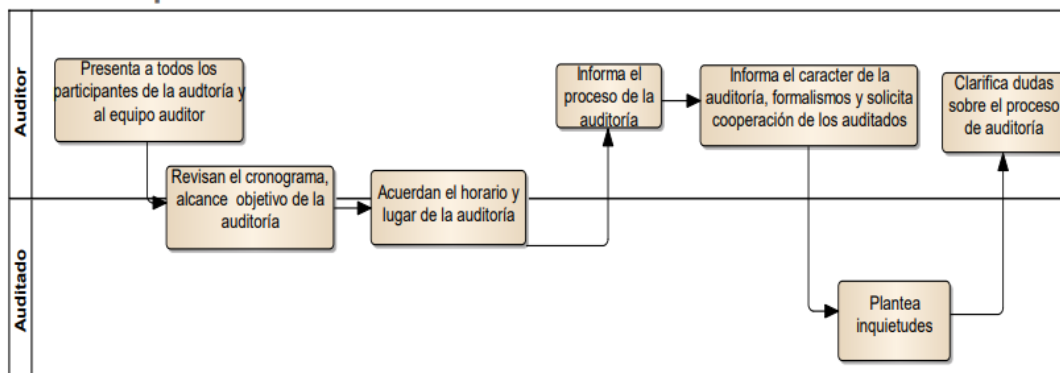 Auditor
Presenta a todos los
participantes de la audtoría y
al equipo auditor
Revisan el cronograma,
alcance objetivo de la
auditoría
Acuerdan el horario y
lugar de la auditoría
Informa el
proceso de la
auditoría
Informa el caracter de la
auditoría, formalismos y solicita
cooperación de los auditados
Clarifica dudas
sobre el proceso
de auditoría
Auditado
Plantea
inquietudes